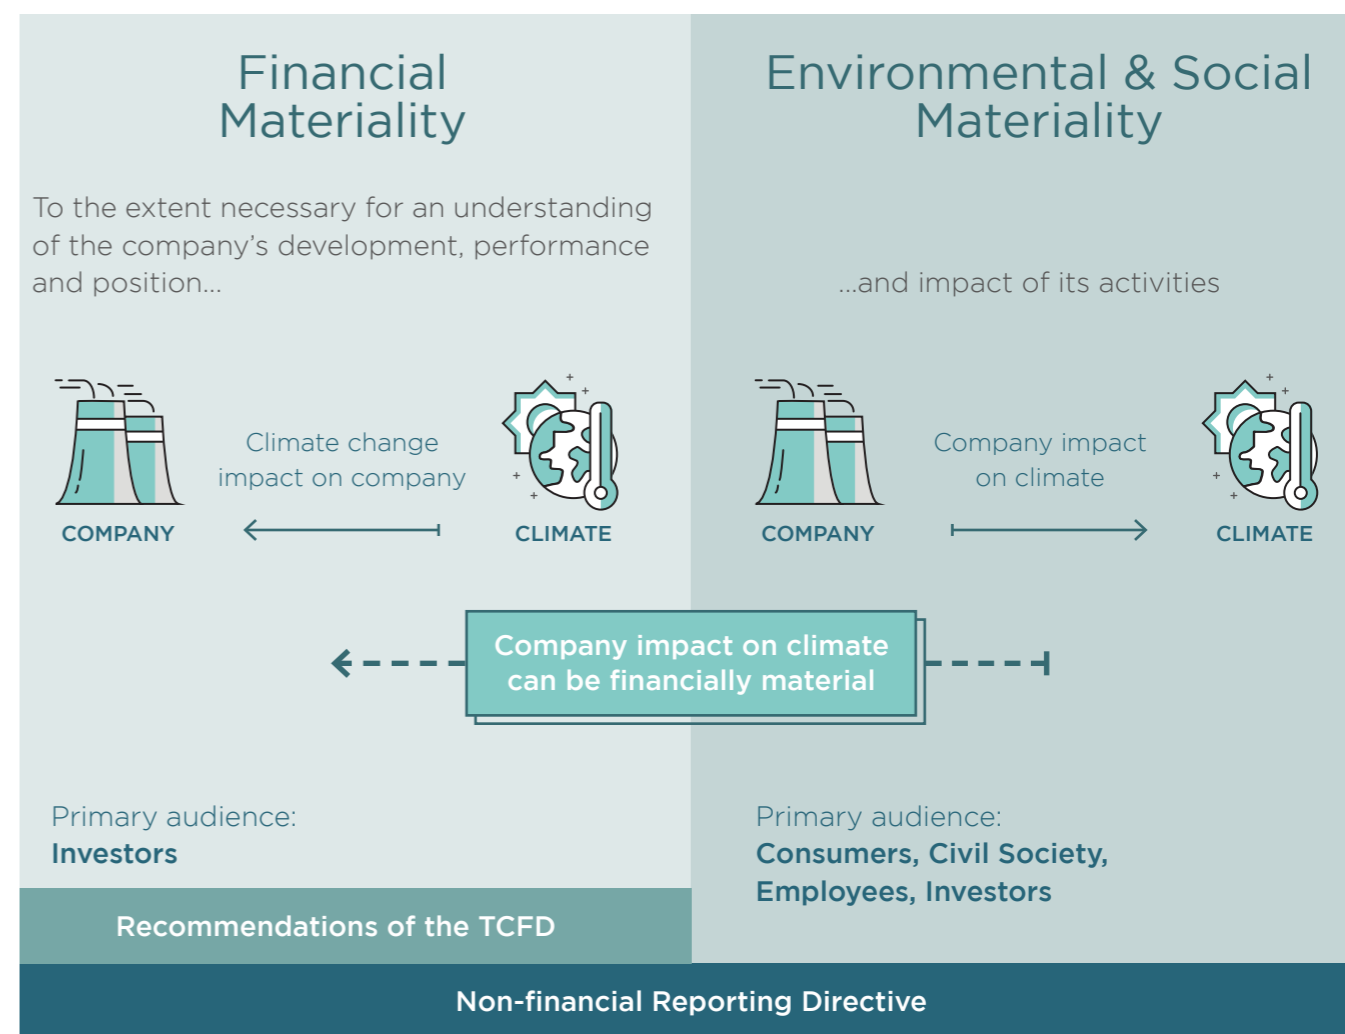 Financial
Materiality
To the extent necessary for an understanding
of the company’s development, performance
and position...
Climate change
impact on company
COMPANY
CLIMATE
Environmental & Social
Materiality
...and impact of its activities
Company impact
on climate
COMPANY
CLIMATE
Company impact on climate
can be financially material
Primary audience:
Investors
Primary audience:
Consumers, Civil Society,
Employees, Investors
Recommendations of the TCFD
Non-financial Reporting Directive